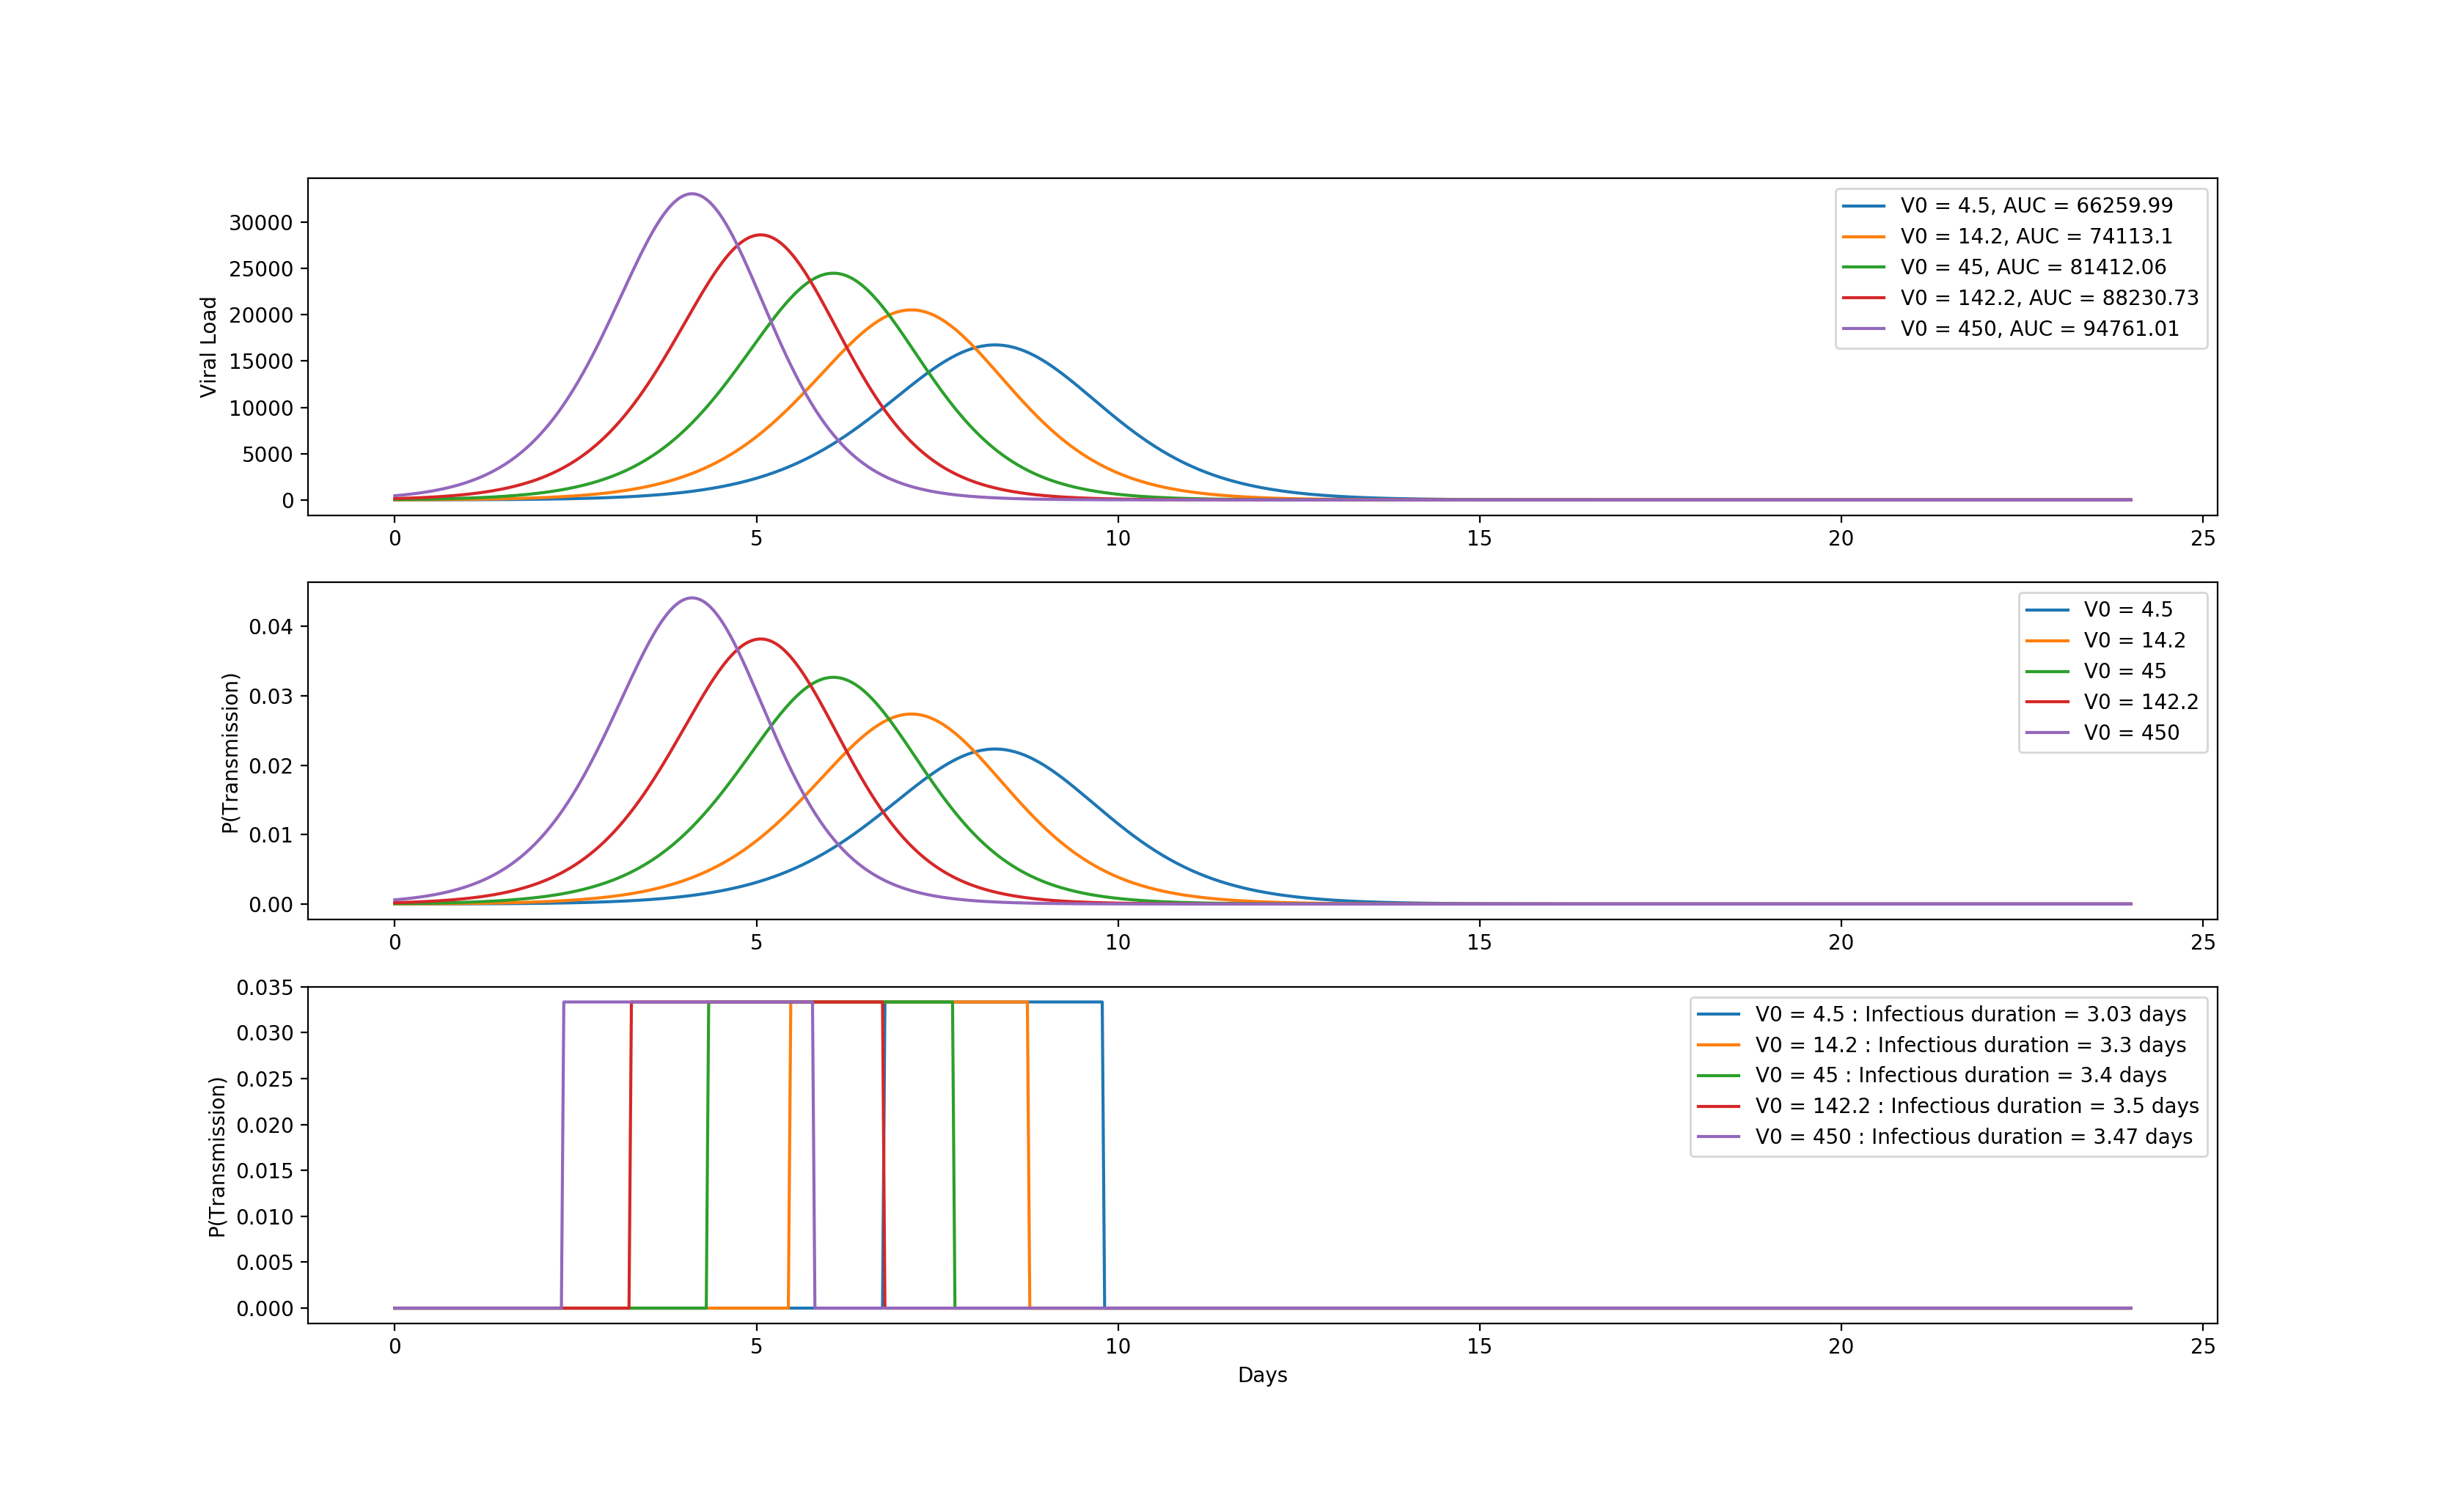 30000
25000
20000
15000
10000
5000
0
Viral Load
V0 = 4.5, AUC = 66259.99
V0 = 14.2, AUC = 74113.1
V0 = 45, AUC = 81412.06
V0 = 142.2, AUC = 88230.73
V0 = 450, AUC = 94761.01
0 5 10 15 20 25
0.04
0.03
0.02
0.01
0.00
P(Transmission)
V0 = 4.5
V0 = 14.2
V0 = 45
V0 = 142.2
V0 = 450
0 5 10 15 20 25
0.035
0.030
0.025
0.020
0.015
0.010
0.005
0.000
P(Transmission)
V0 = 4.5 : Infectious duration = 3.03 days
V0 = 14.2 : Infectious duration = 3.3 days
V0 = 45 : Infectious duration = 3.4 days
V0 = 142.2 : Infectious duration = 3.5 days
V0 = 450 : Infectious duration = 3.47 days
0 5 10 15 20 25
Days